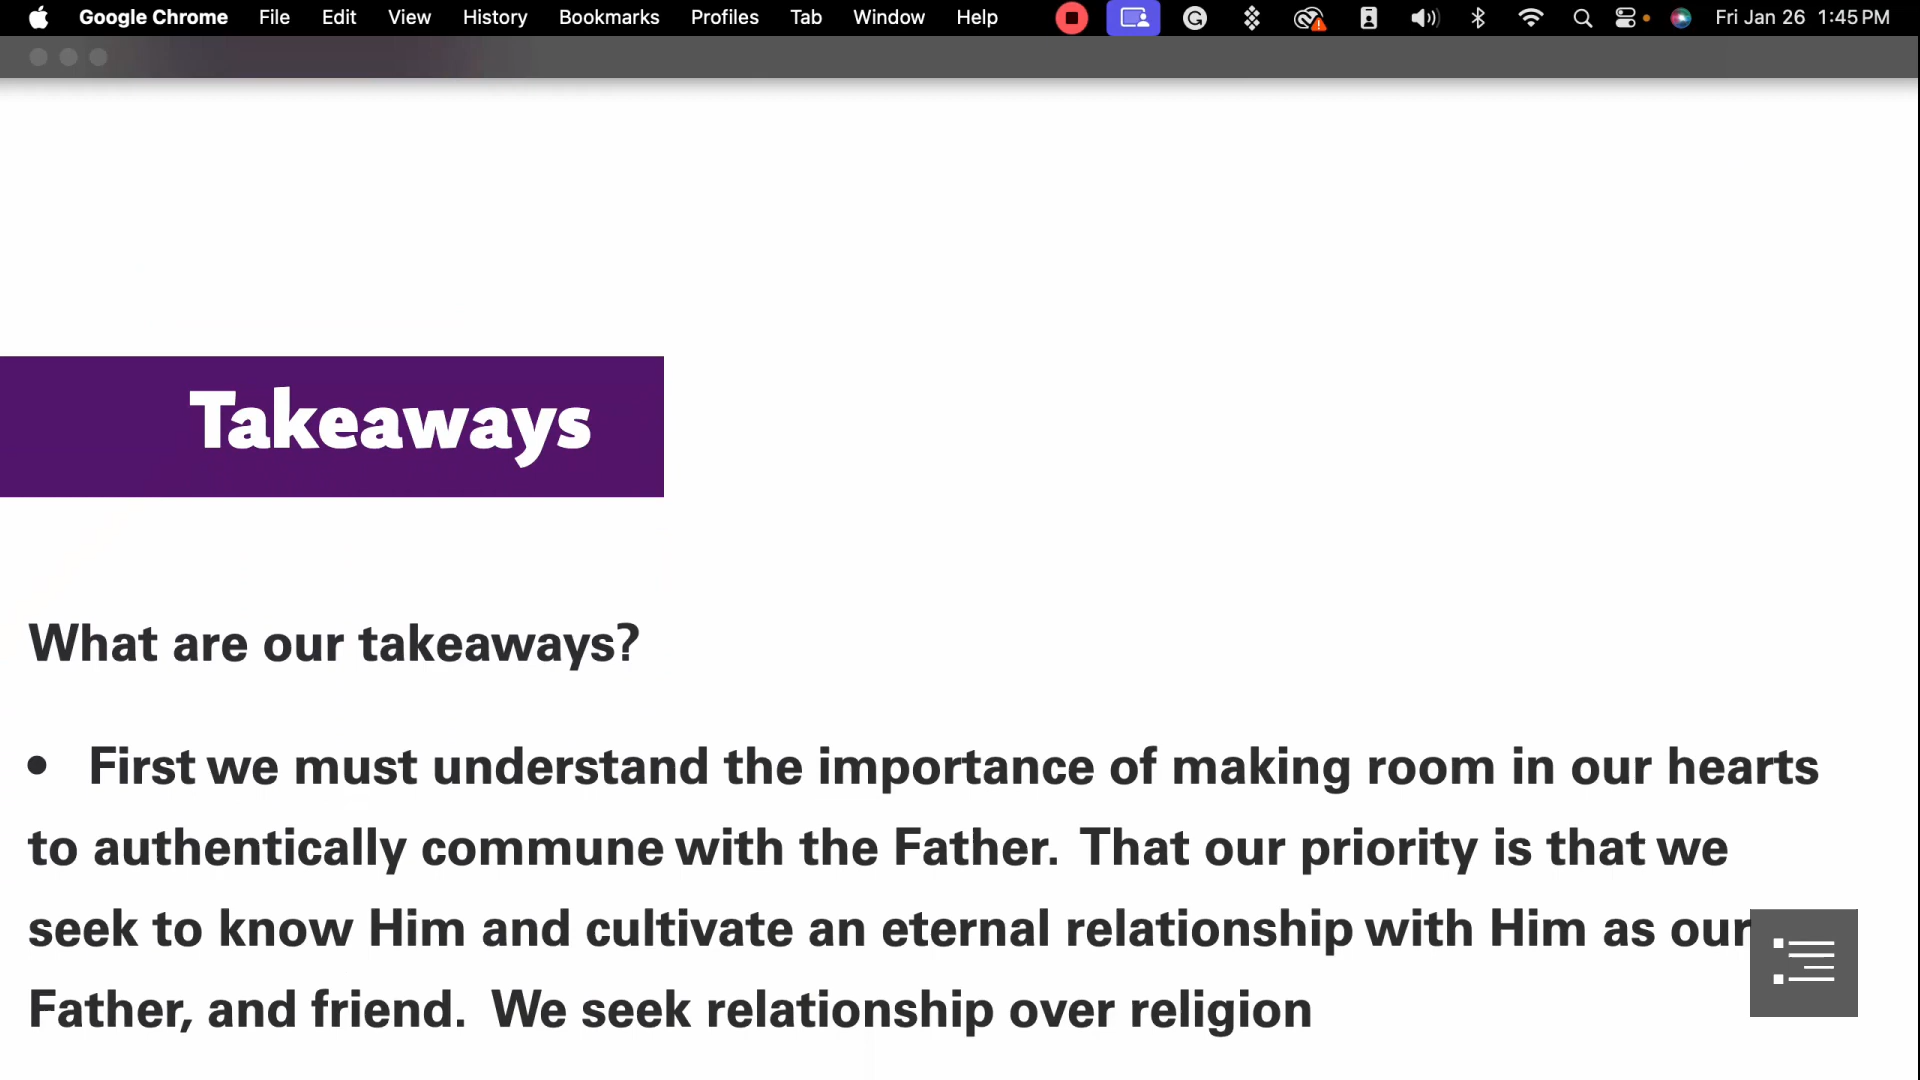 Google Chrome File Edit View History Bookmarks Profiles Tab Window Help Fri Jan 26 1:45 PM
Takeaways
What are our takeaways?
• First we must understand the importance of making room in our hearts
to authentically commune with the Father. That our priority is that we
seek to know Him and cultivate an eternal relationship with Him as our
Father, and friend. We seek relationship over religion